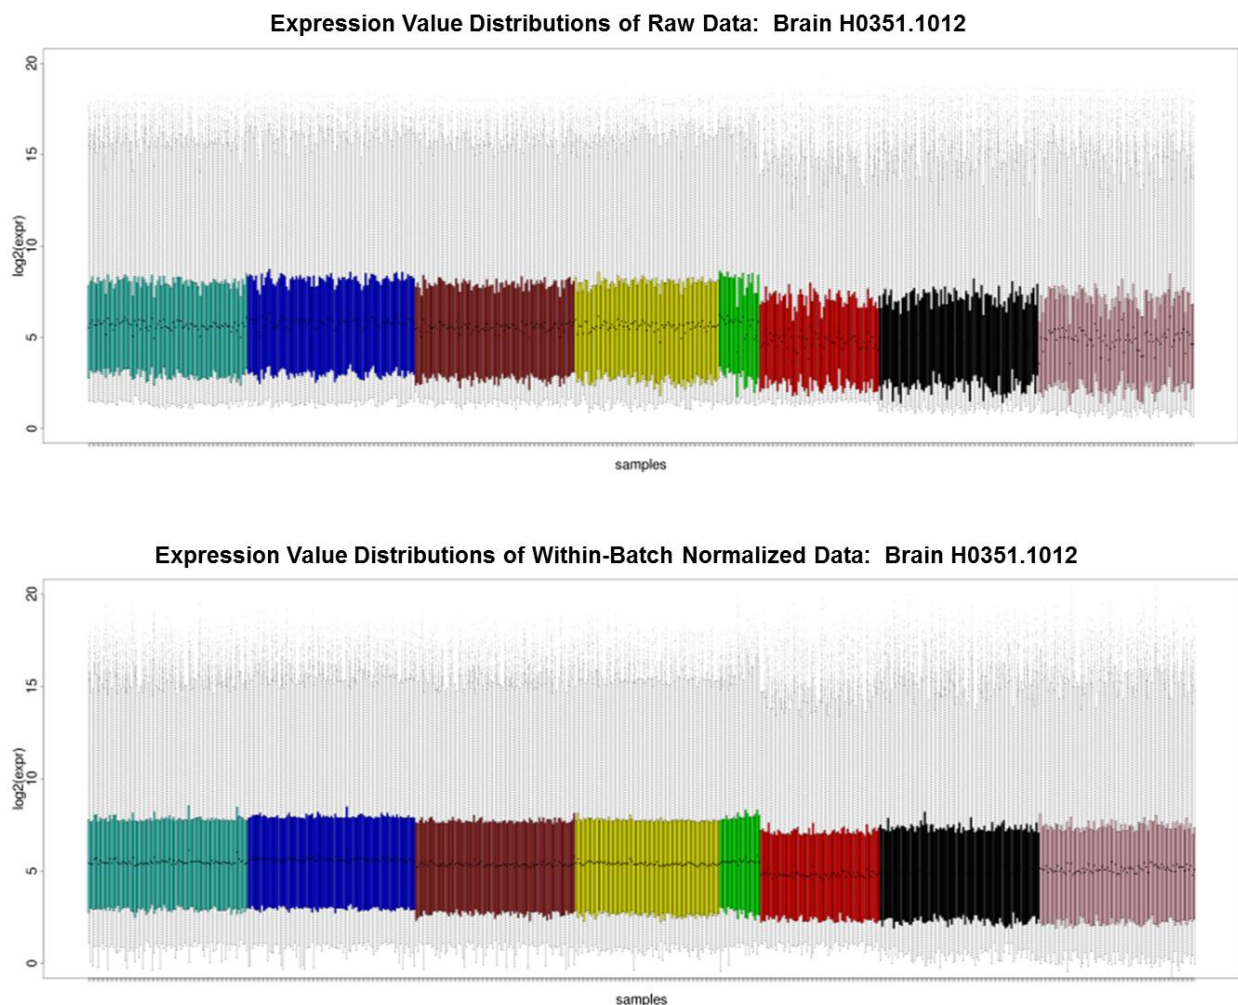 Expression Value Distributions of Raw Data: Brain H0351.1012
20
15
10
5
0
log2(expr)
samples
Expression Value Distributions of Within-Batch Normalized Data: Brain H0351.1012
20
15
10
5
0
log2(expr)
samples